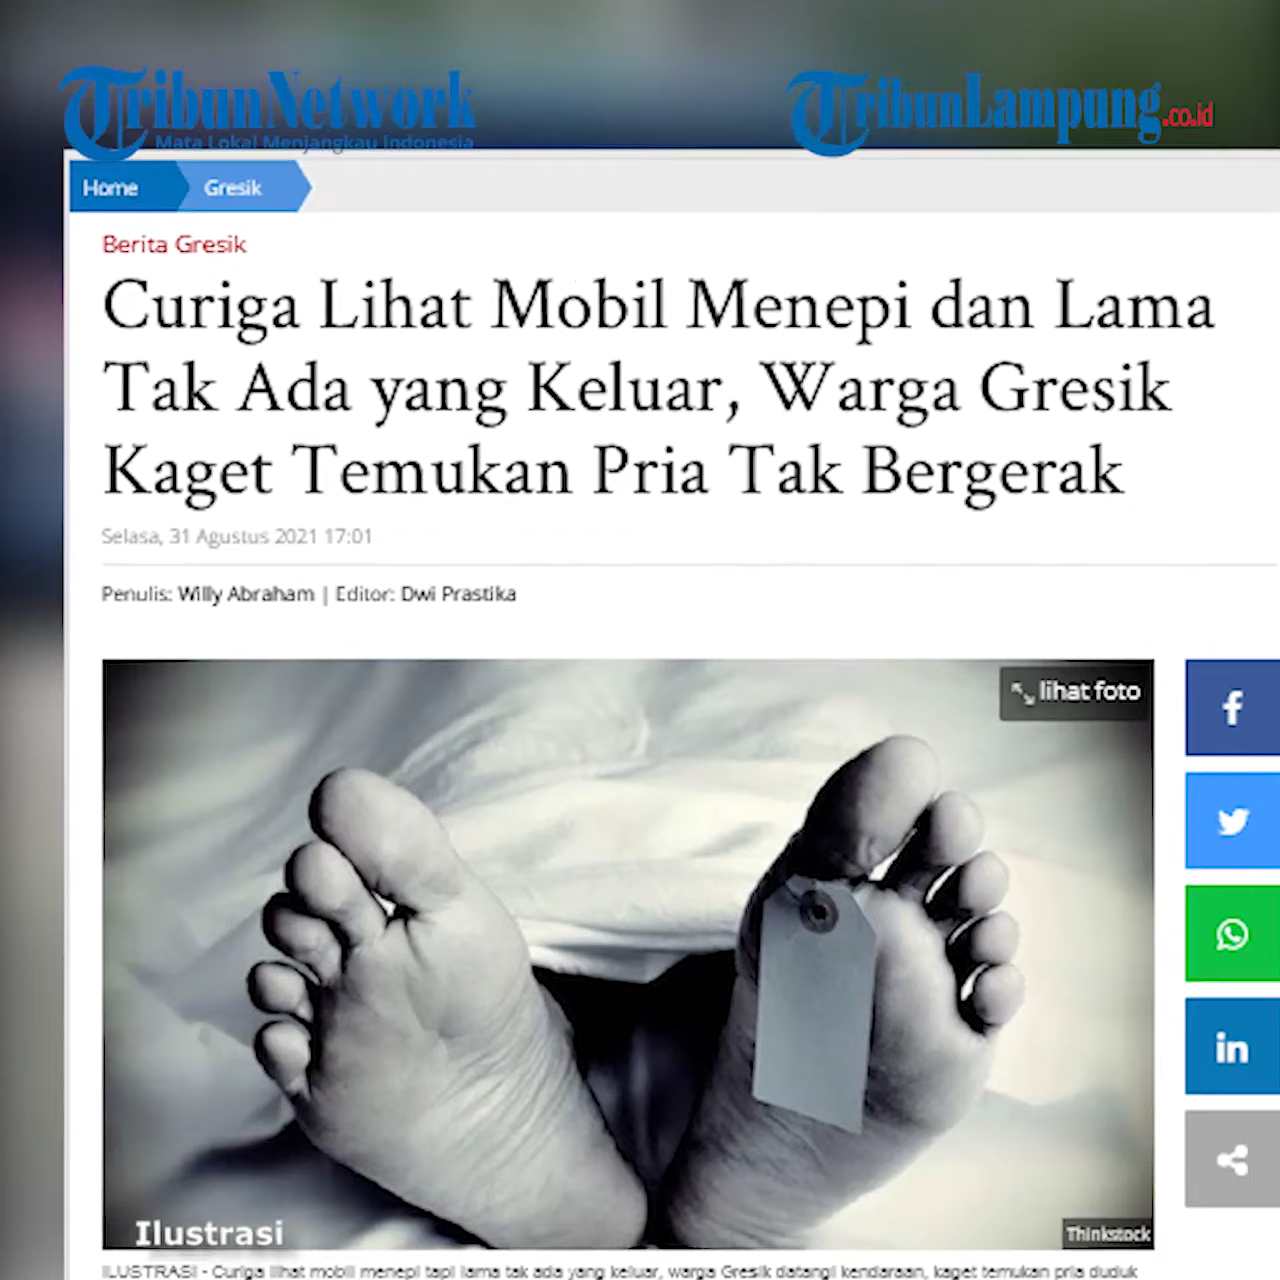 TribunNetwork
Mata Lokal Menjangkau Indonesia
TribunLampung.co.id
Home
Gresik
Berita Gresik
Curiga Lihat Mobil Menepi dan Lama
Tak Ada yang Keluar, Warga Gresik
Kaget Temukan Pria Tak Bergerak
Selasa, 31 Agustus 2021 17:01
Penulis: Willy Abraham | Editor: Dwi Prastika
lihat foto
f
in
Ilustrasi
Thinkstock
ILUSTRASI - Curiga lihat mobil menepi tapi lama tak ada yang keluar, warga Gresik datangi kendaraan, kaget temukan pria duduk